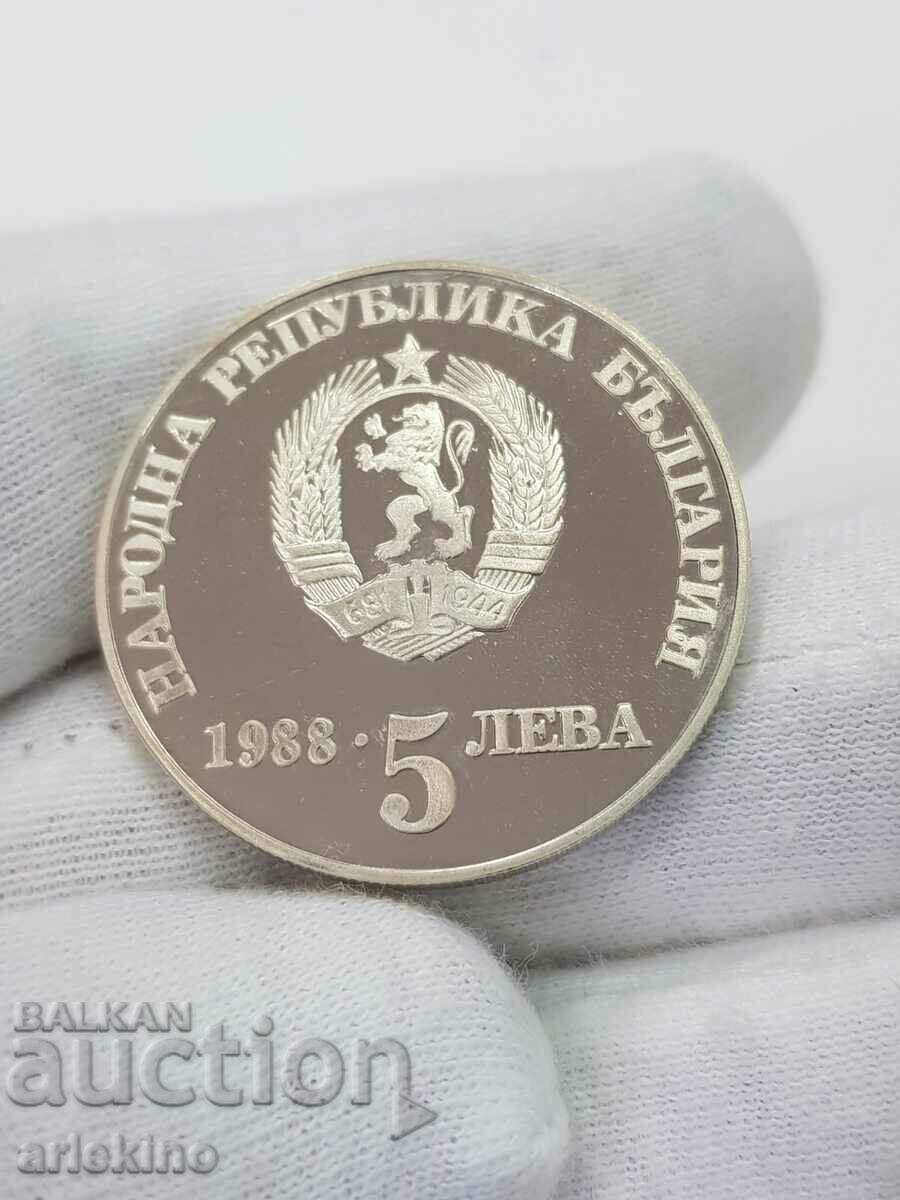 НАРОДНА РЕПУБЛИКА БЪЛГАРИЯ
681 1944
1988 · 5 ЛЕВА
BALKAN
auction
arlekino